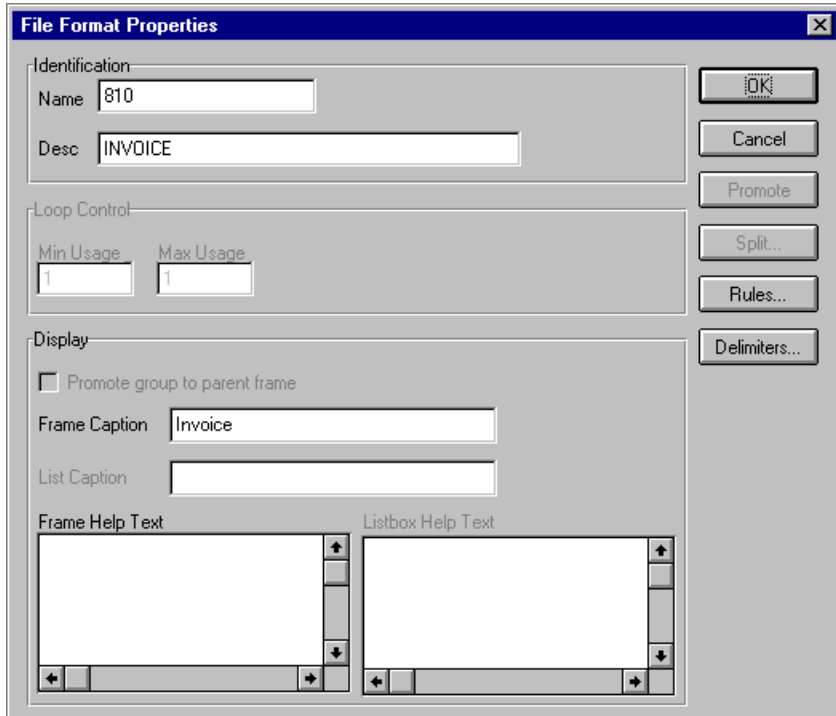 File Format Properties
Identification
Name 810
Desc INVOICE
Loop Control
Min Usage Max Usage
1 1
Display
Promote group to parent frame
Frame Caption Invoice
List Caption
Frame Help Text Listbox Help Text
OK
Cancel
Promote
Split...
Rules...
Delimiters...